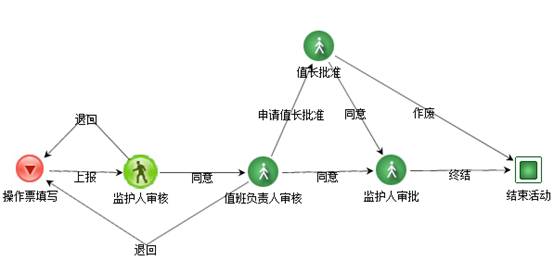 值长批准
申请值长批准
同意
作废
退回
上报
同意
同意
终结
操作票填写
监护人审核
值班负责人审核
监护人审批
结束活动
退回